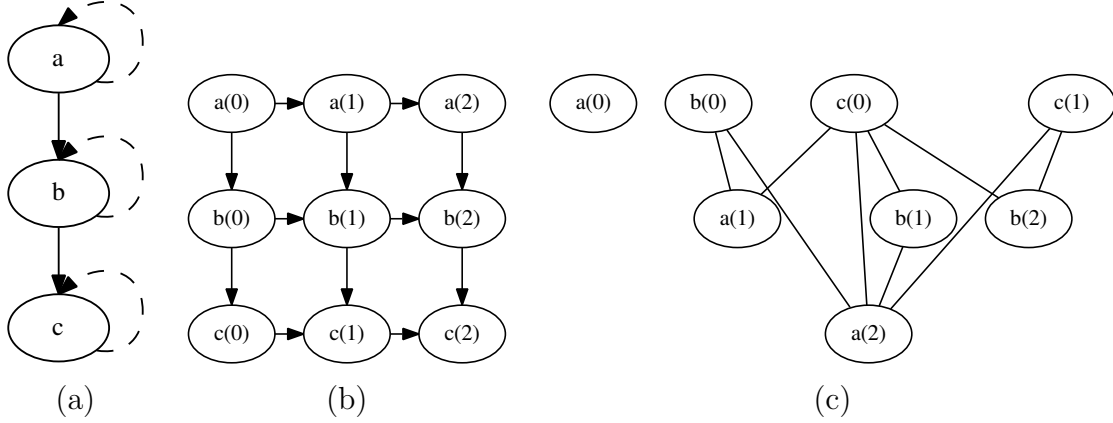 a
b
c
(a)
a(0) a(1) a(2)
b(0) b(1) b(2)
c(0) c(1) c(2)
(b)
a(0) b(0) c(0) c(1)
a(1) b(1) b(2)
a(2)
(c)